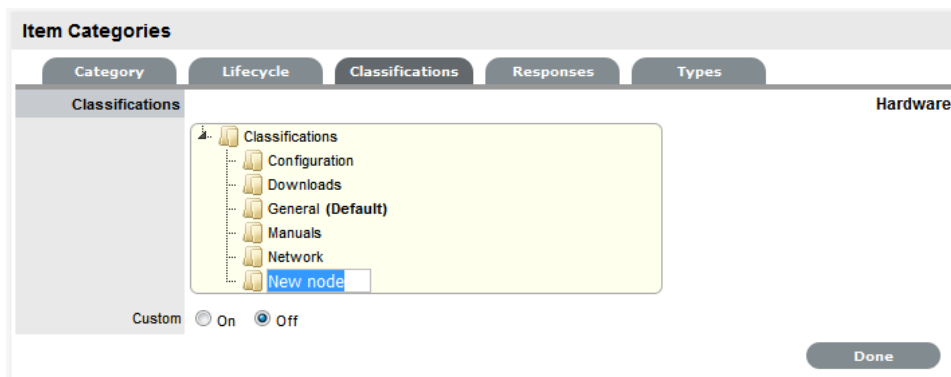 Item Categories
Category Lifecycle Classifications Responses Types
Classifications Hardware
Classifications
Configuration
Downloads
General (Default)
Manuals
Network
New node
Custom On Off
Done